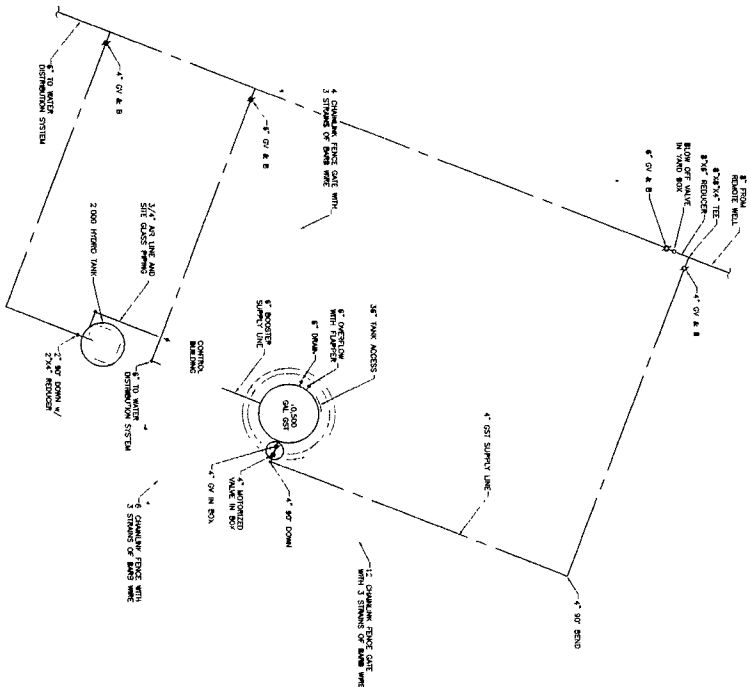 8" FROM
REMOTE WELL
8"X8"X4" TEE
8"X6" REDUCER
BLOW OFF VALVE
IN YARD BOX
6" GV & B
4" GV & B
4' CHAINLINK FENCE GATE WITH
3 STRAINS OF BARB WIRE
6" GV & B
4" GV & B
6" TO WATER
DISTRIBUTION SYSTEM
3/4" AIR LINE AND
SITE GLASS PIPING
2 000 HYDRO TANK
2" 90° DOWN W/
2"X4" REDUCER
CONTROL
BUILDING
6" TO WATER
DISTRIBUTION SYSTEM
36" TANK ACCESS
6" OVERFLOW
WITH FLAPPER
6" DRAIN
6" BOOSTER
SUPPLY LINE
10,500
GAL GST
4" GST SUPPLY LINE
4" 90° DOWN
4" MOTORIZED
VALVE IN BOX
4" GV IN BOX
4" 90° BEND
12 CHAINLINK FENCE GATE
WITH 3 STRAINS OF BARB WIRE
6 CHAINLINK FENCE WITH
3 STRAINS OF BARB WIRE